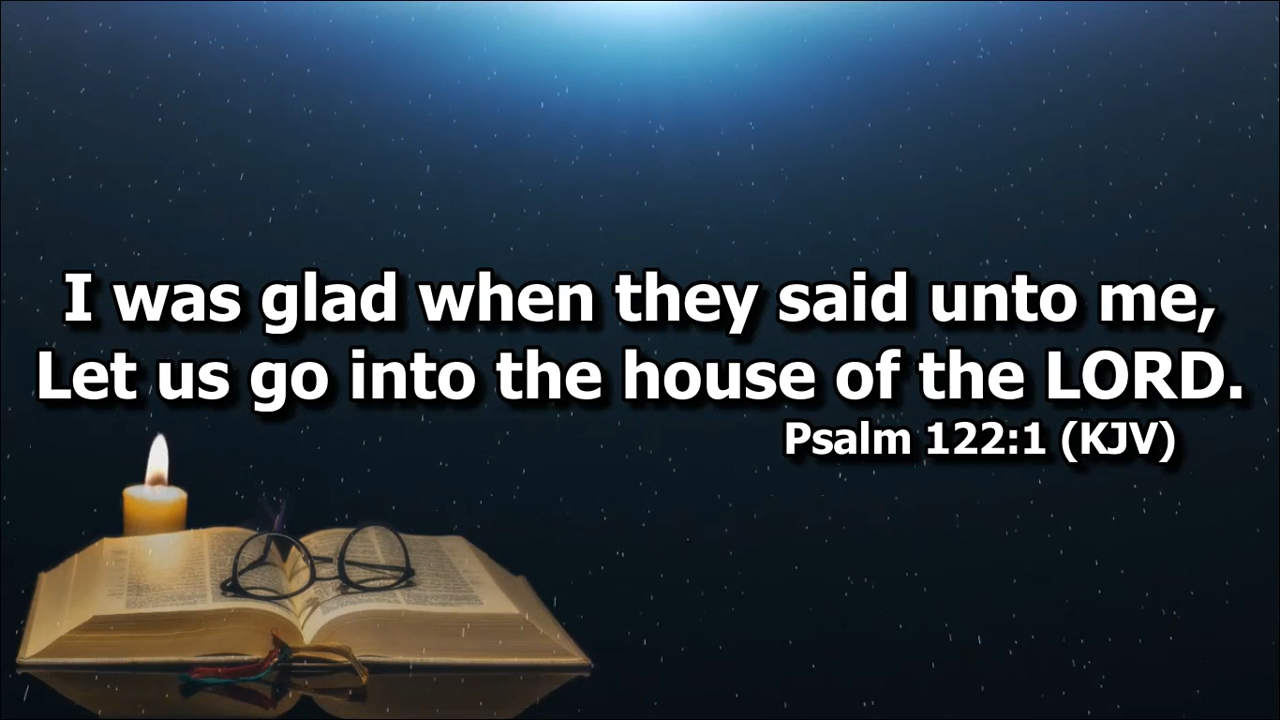 I was glad when they said unto me,
Let us go into the house of the LORD.
Psalm 122:1 (KJV)